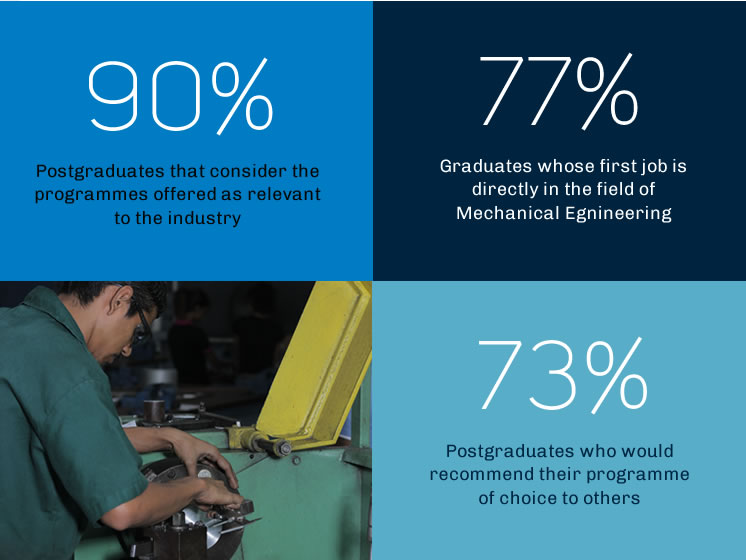 90%
Postgraduates that consider the
programmes offered as relevant
to the industry
77%
Graduates whose first job is
directly in the field of
Mechanical Egnineering
73%
Postgraduates who would
recommend their programme
of choice to others